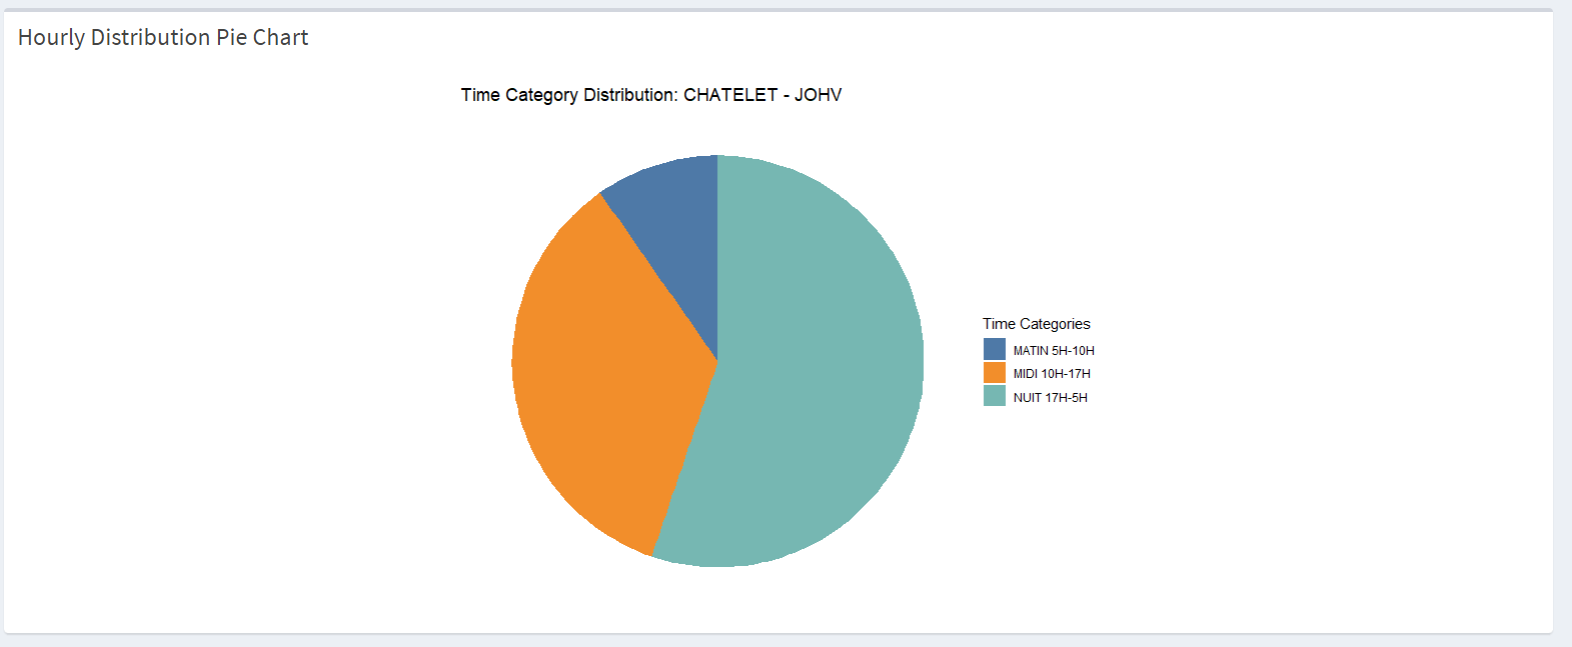 Hourly Distribution Pie Chart
Time Category Distribution: CHATELET - JOHV
Time Categories
MATIN 5H-10H
MIDI 10H-17H
NUIT 17H-5H